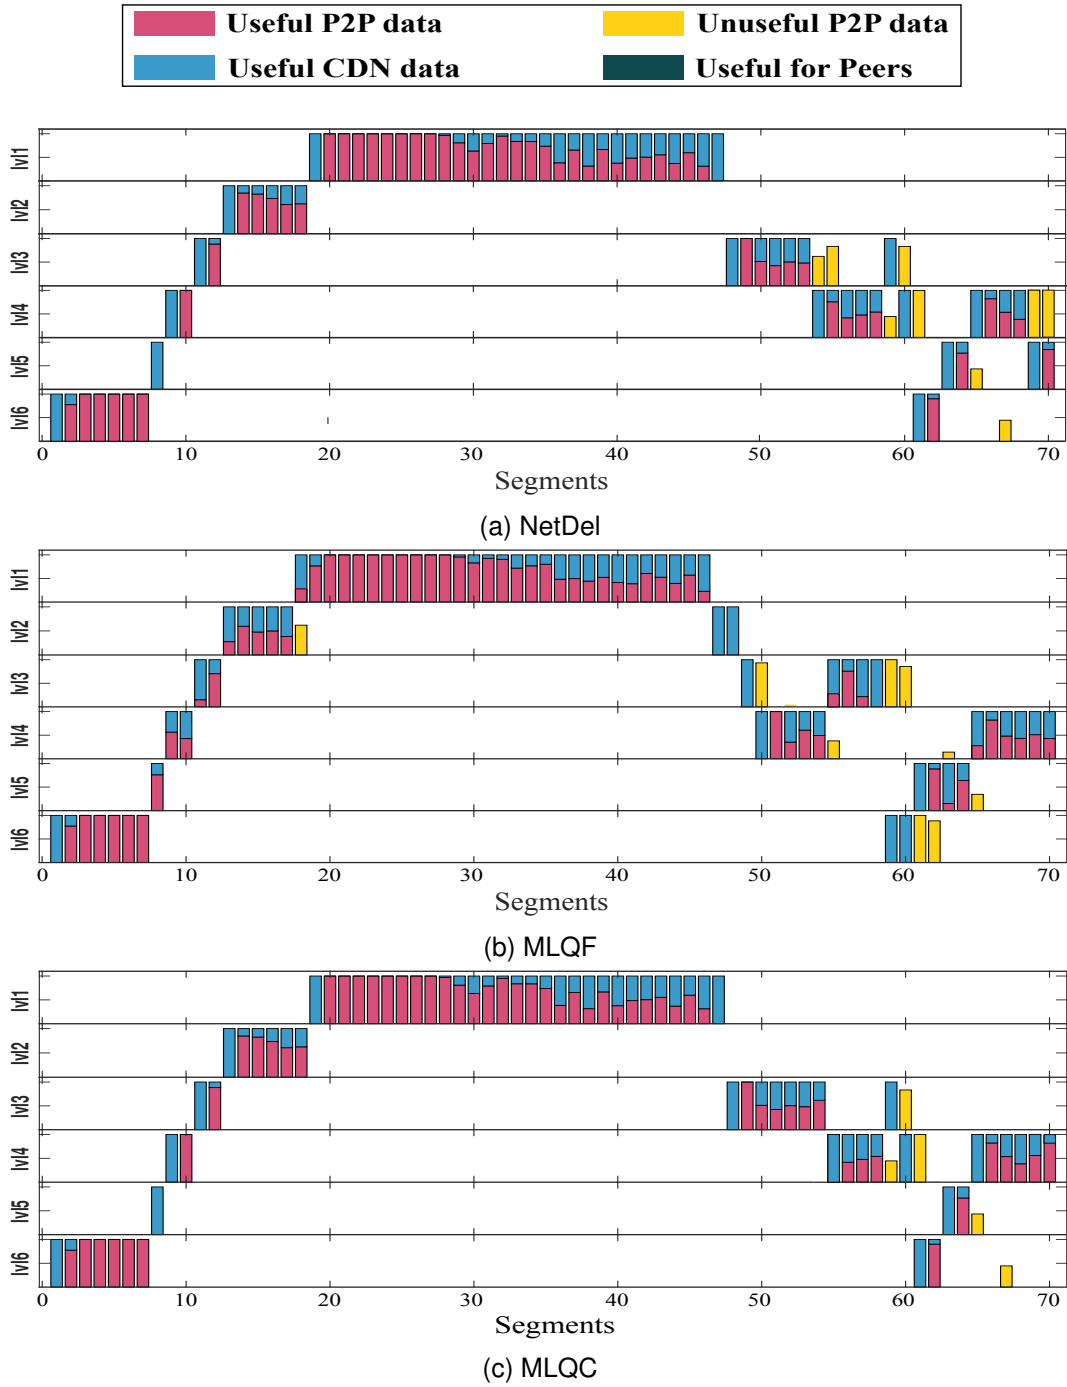 Useful P2P data Unuseful P2P data
Useful CDN data Useful for Peers
lvl1
lvl2
lvl3
lvl4
lvl5
lvl6
0 10 20 30 40 50 60 70
Segments
(a) NetDel
lvl1
lvl2
lvl3
lvl4
lvl5
lvl6
0 10 20 30 40 50 60 70
Segments
(b) MLQF
lvl1
lvl2
lvl3
lvl4
lvl5
lvl6
0 10 20 30 40 50 60 70
Segments
(c) MLQC